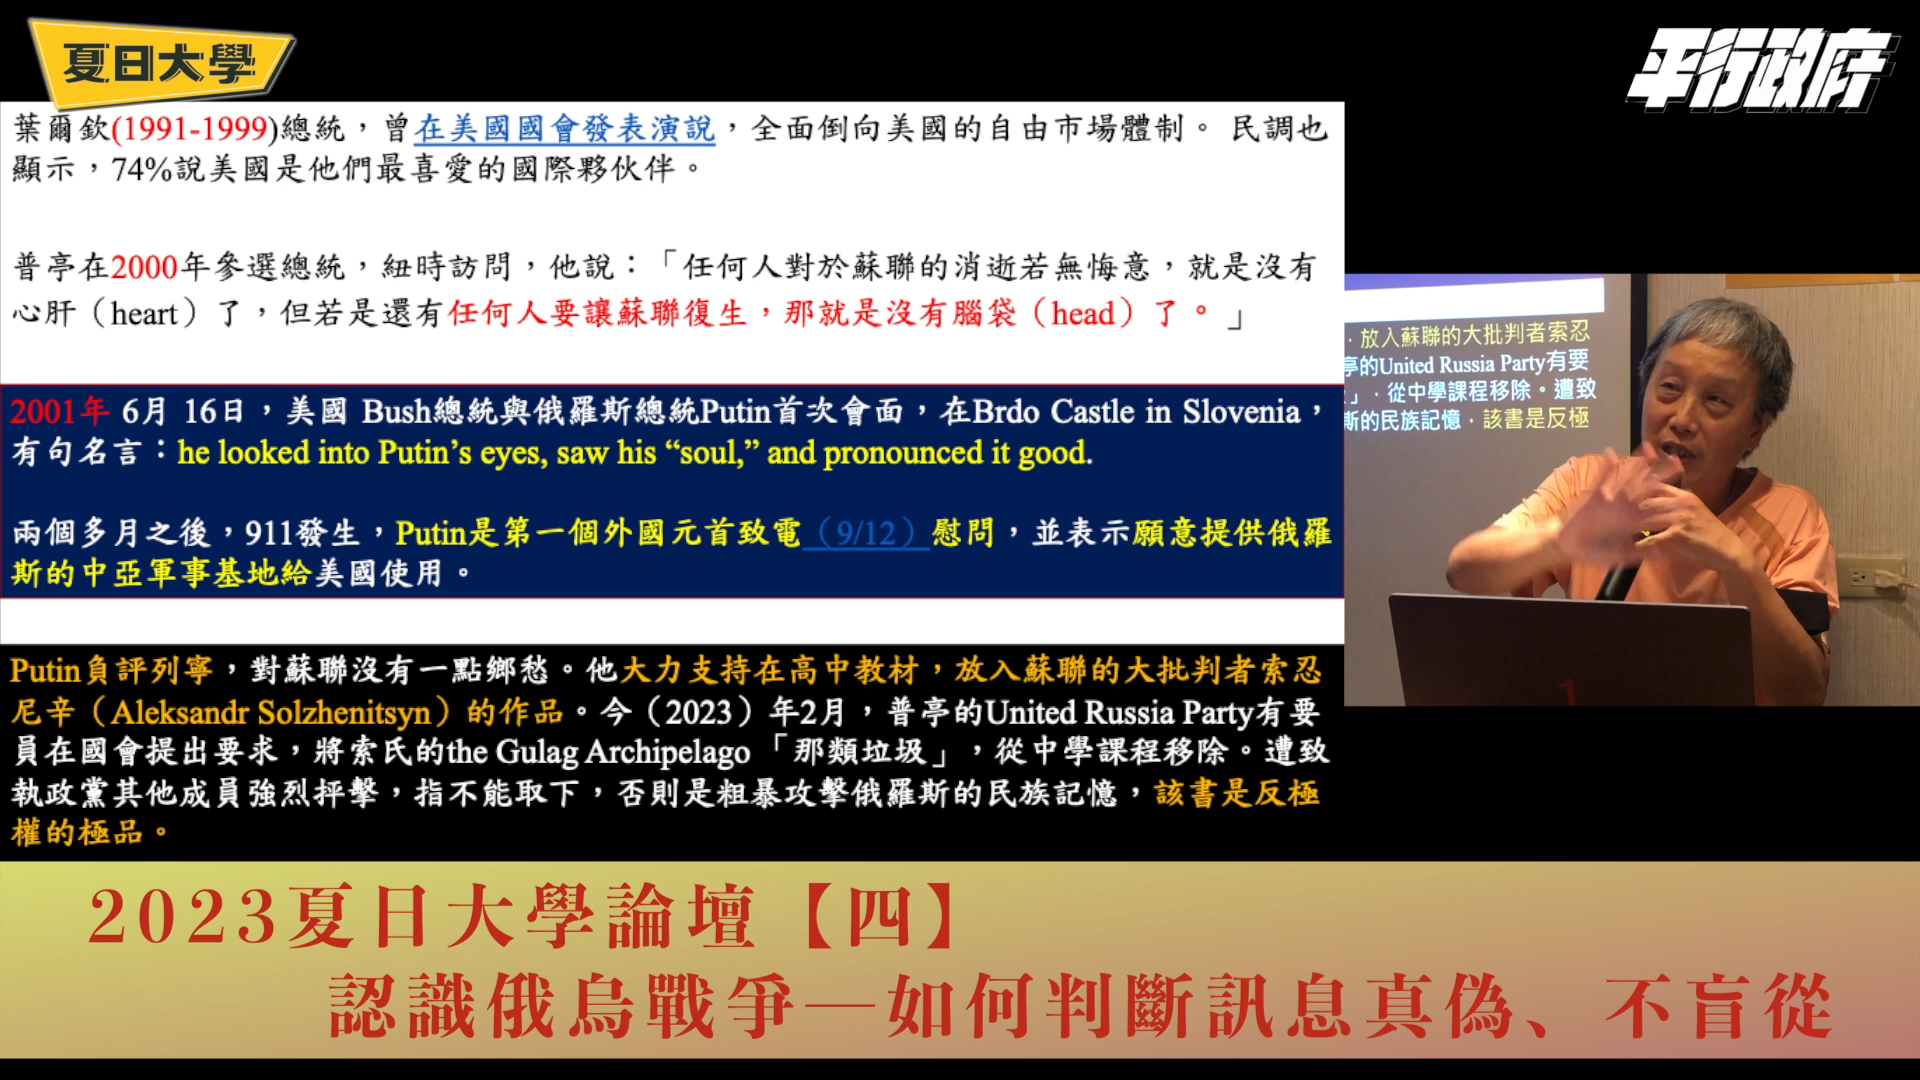 夏日大學
平行政府
葉爾欽(1991-1999)總統，曾在美國國會發表演說，全面倒向美國的自由市場體制。 民調也
顯示，74%說美國是他們最喜愛的國際夥伙伴。
普亭在2000年參選總統，紐時訪問，他說：「任何人對於蘇聯的消逝若無悔意，就是沒有
心肝（heart）了，但若是還有任何人要讓蘇聯復生，那就是沒有腦袋（head）了。」
2001年 6月 16日，美國 Bush總統與俄羅斯總統Putin首次會面，在Brdo Castle in Slovenia，
有句名言：he looked into Putin’s eyes, saw his “soul,” and pronounced it good.
兩個多月之後，911發生，Putin是第一個外國元首致電（9/12）慰問，並表示願意提供俄羅
斯的中亞軍事基地給美國使用。
Putin負評列寧，對蘇聯沒有一點鄉愁。他大力支持在高中教材，放入蘇聯的大批判者索忍
尼辛（Aleksandr Solzhenitsyn）的作品。今（2023）年2月，普亭的United Russia Party有要
員在國會提出要求，將索氏的the Gulag Archipelago 「那類垃圾」，從中學課程移除。遭致
執政黨其他成員強烈抨擊，指不能取下，否則是粗暴攻擊俄羅斯的民族記憶，該書是反極
權的極品。
，放入蘇聯的大批判者索忍
亭的United Russia Party有要
」，從中學課程移除。遭致
斯的民族記憶，該書是反極
2023夏日大學論壇【四】
認識俄烏戰爭—如何判斷訊息真偽、不盲從